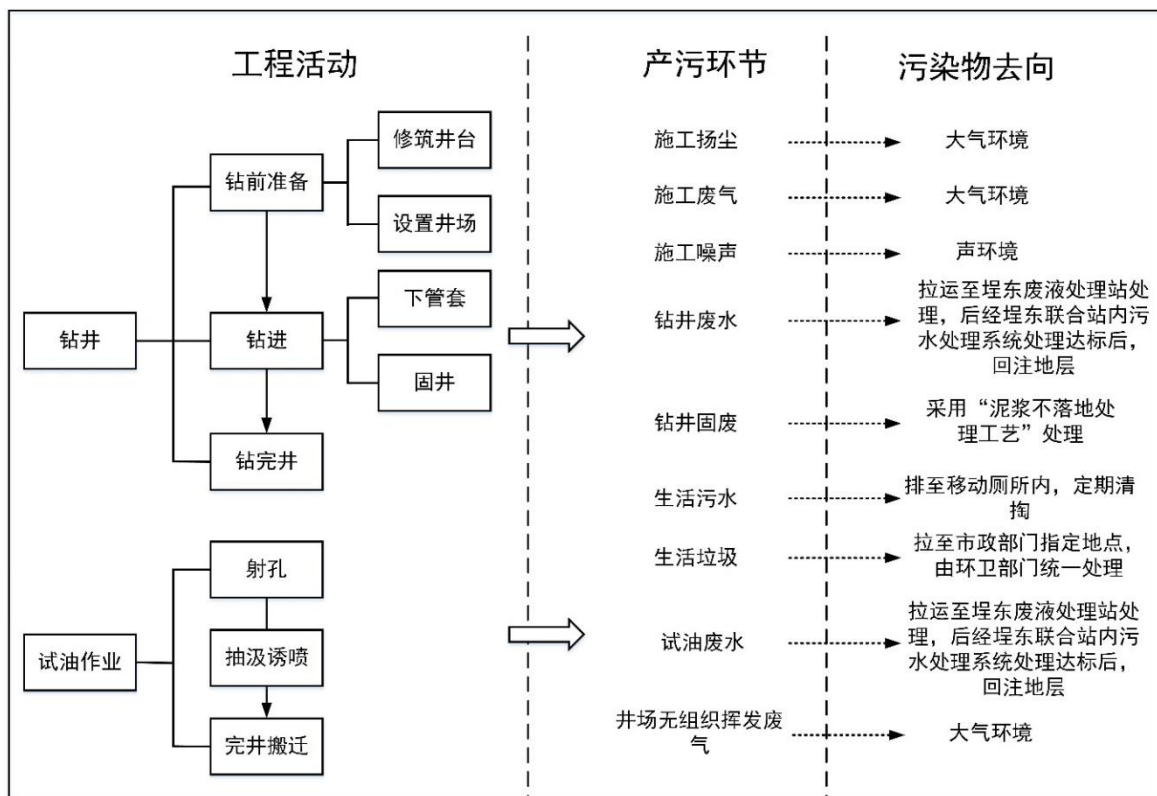 工程活动
产污环节
污染物去向
修筑井台
钻前准备
设置井场
下管套
钻井
钻进
固井
钻完井
射孔
试油作业
抽汲诱喷
完井搬迁
施工扬尘
大气环境
施工废气
大气环境
施工噪声
声环境
钻井废水
拉运至埕东废液处理站处
理，后经埕东联合站内污
水处理系统处理达标后，
回注地层
钻井固废
采用“泥浆不落地处
理工艺”处理
生活污水
排至移动厕所内，定期清
掏
生活垃圾
拉至市政部门指定地点，
由环卫部门统一处理
试油废水
拉运至埕东废液处理站处
理，后经埕东联合站内污
水处理系统处理达标后，
回注地层
井场无组织挥发废
气
大气环境